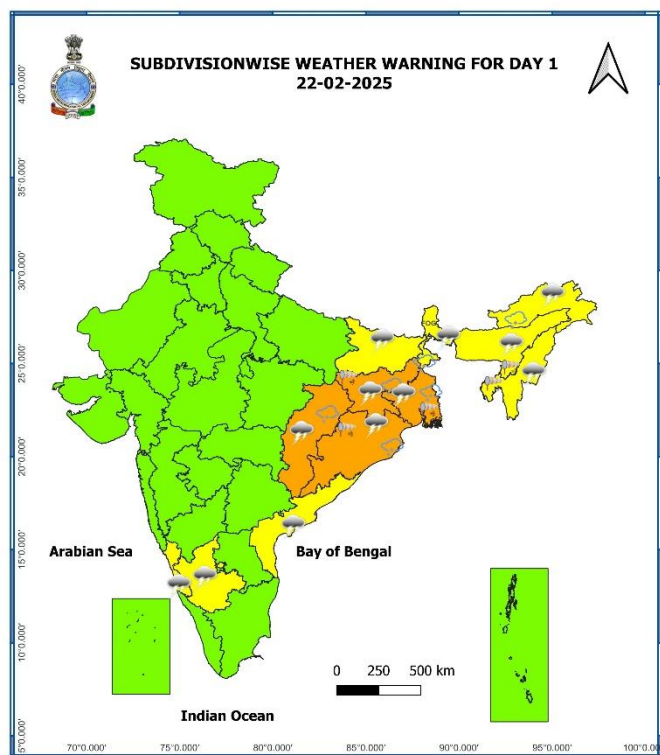 SUBDIVISIONWISE WEATHER WARNING FOR DAY 1
22-02-2025
40°0.000'
35°0.000'
30°0.000'
25°0.000'
20°0.000'
15°0.000'
10°0.000'
5°0.000'
Arabian Sea
Bay of Bengal
0 250 500 km
Indian Ocean
70°0.000' 75°0.000' 80°0.000' 85°0.000' 90°0.000' 95°0.000' 100°0.000'